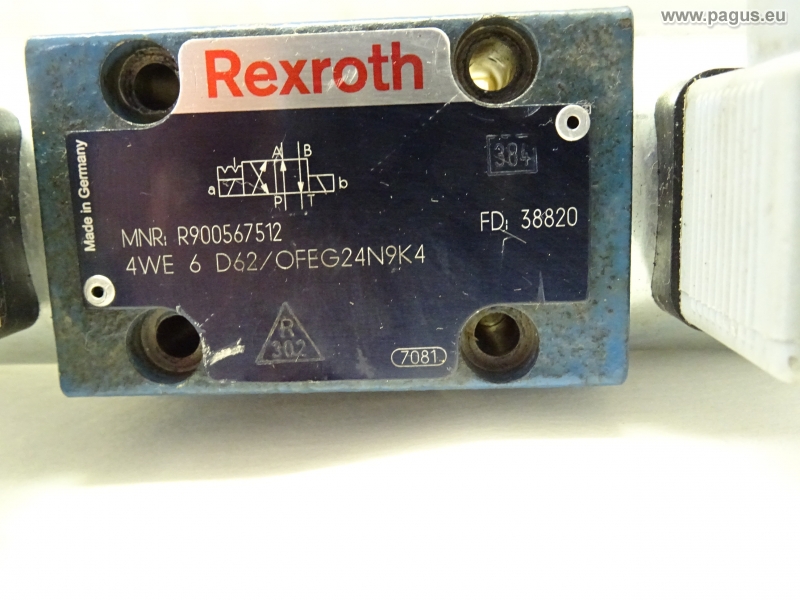 www.pagus.eu
Rexroth
Made in Germany
A B
a b
P T
384
MNR: R900567512
FD: 38820
4WE 6 D62/OFEG24N9K4
R
302
7081